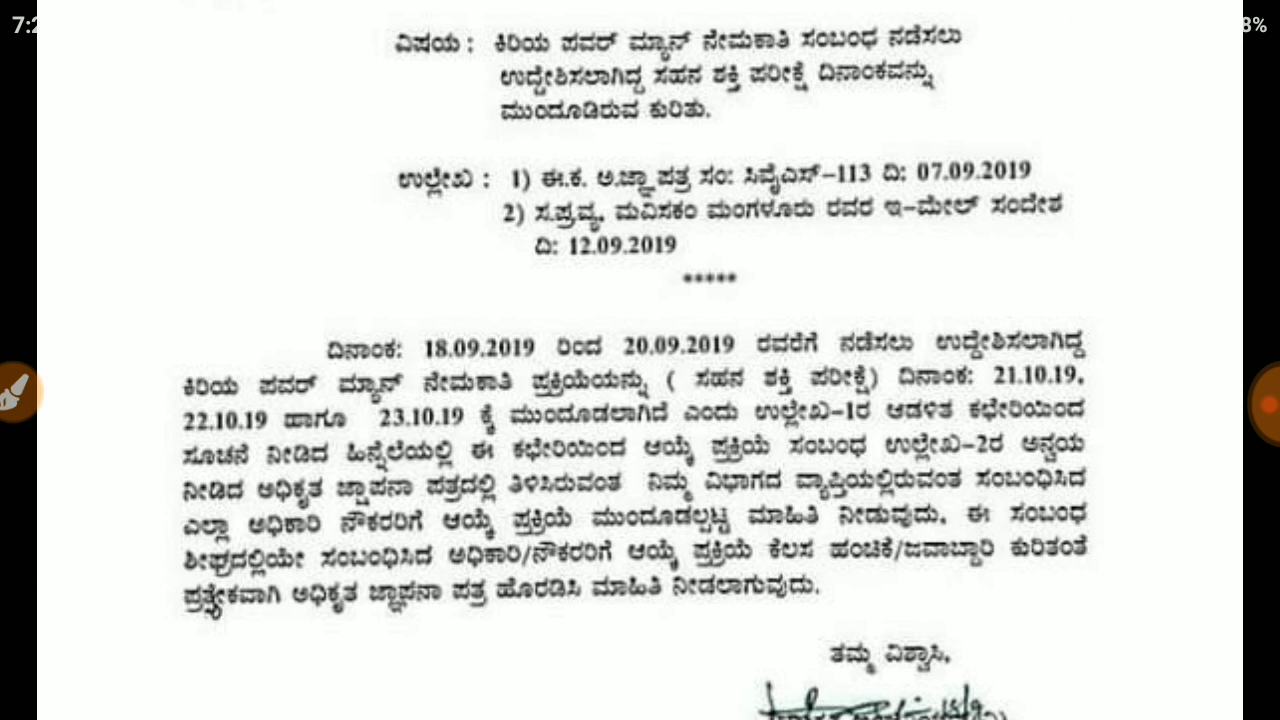 7:2
8%
ವಿಷಯ : ಕಿರಿಯ ಪವರ್ ಮ್ಯಾನ್ ನೇಮಕಾತಿ ಸಂಬಂಧ ನಡೆಸಲು
ಉದ್ದೇಶಿಸಲಾಗಿದ್ದ ಸಹನ ಶಕ್ತಿ ಪರೀಕ್ಷೆ ದಿನಾಂಕವನ್ನು
ಮುಂದೂಡಿರುವ ಕುರಿತು.
ಉಲ್ಲೇಖ : 1) ಈ.ಕ. ಅ.ಜ್ಞಾಪತ್ರ ಸಂ: ಸಿವೈಎಸ್–113 ದಿ: 07.09.2019
2) ಸ.ಪ್ರವ್ಯ, ಮವಿಸಕಂ ಮಂಗಳೂರು ರವರ ಇ–ಮೇಲ್ ಸಂದೇಶ
ದಿ: 12.09.2019
*****
ದಿನಾಂಕ: 18.09.2019 ರಿಂದ 20.09.2019 ರವರೆಗೆ ನಡೆಸಲು ಉದ್ದೇಶಿಸಲಾಗಿದ್ದ
ಕಿರಿಯ ಪವರ್ ಮ್ಯಾನ್ ನೇಮಕಾತಿ ಪ್ರಕ್ರಿಯೆಯನ್ನು ( ಸಹನ ಶಕ್ತಿ ಪರೀಕ್ಷೆ) ದಿನಾಂಕ: 21.10.19,
22.10.19 ಹಾಗೂ 23.10.19 ಕ್ಕೆ ಮುಂದೂಡಲಾಗಿದೆ ಎಂದು ಉಲ್ಲೇಖ–1ರ ಆಡಳಿತ ಕಛೇರಿಯಿಂದ
ಸೂಚನೆ ನೀಡಿದ ಹಿನ್ನೆಲೆಯಲ್ಲಿ ಈ ಕಛೇರಿಯಿಂದ ಆಯ್ಕೆ ಪ್ರಕ್ರಿಯೆ ಸಂಬಂಧ ಉಲ್ಲೇಖ–2ರ ಅನ್ವಯ
ನೀಡಿದ ಅಧಿಕೃತ ಜ್ಞಾಪನಾ ಪತ್ರದಲ್ಲಿ ತಿಳಿಸಿರುವಂತ ನಿಮ್ಮ ವಿಭಾಗದ ವ್ಯಾಪ್ತಿಯಲ್ಲಿರುವಂತ ಸಂಬಂಧಿಸಿದ
ಎಲ್ಲಾ ಅಧಿಕಾರಿ ನೌಕರರಿಗೆ ಆಯ್ಕೆ ಪ್ರಕ್ರಿಯೆ ಮುಂದೂಡಲ್ಪಟ್ಟ ಮಾಹಿತಿ ನೀಡುವುದು. ಈ ಸಂಬಂಧ
ಶೀಘ್ರದಲ್ಲಿಯೇ ಸಂಬಂಧಿಸಿದ ಅಧಿಕಾರಿ/ನೌಕರರಿಗೆ ಆಯ್ಕೆ ಪ್ರಕ್ರಿಯೆ ಕೆಲಸ ಹಂಚಿಕೆ/ಜವಾಬ್ದಾರಿ ಕುರಿತಂತೆ
ಪ್ರತ್ಯೇಕವಾಗಿ ಅಧಿಕೃತ ಜ್ಞಾಪನಾ ಪತ್ರ ಹೊರಡಿಸಿ ಮಾಹಿತಿ ನೀಡಲಾಗುವುದು.
ತಮ್ಮ ವಿಶ್ವಾಸಿ,